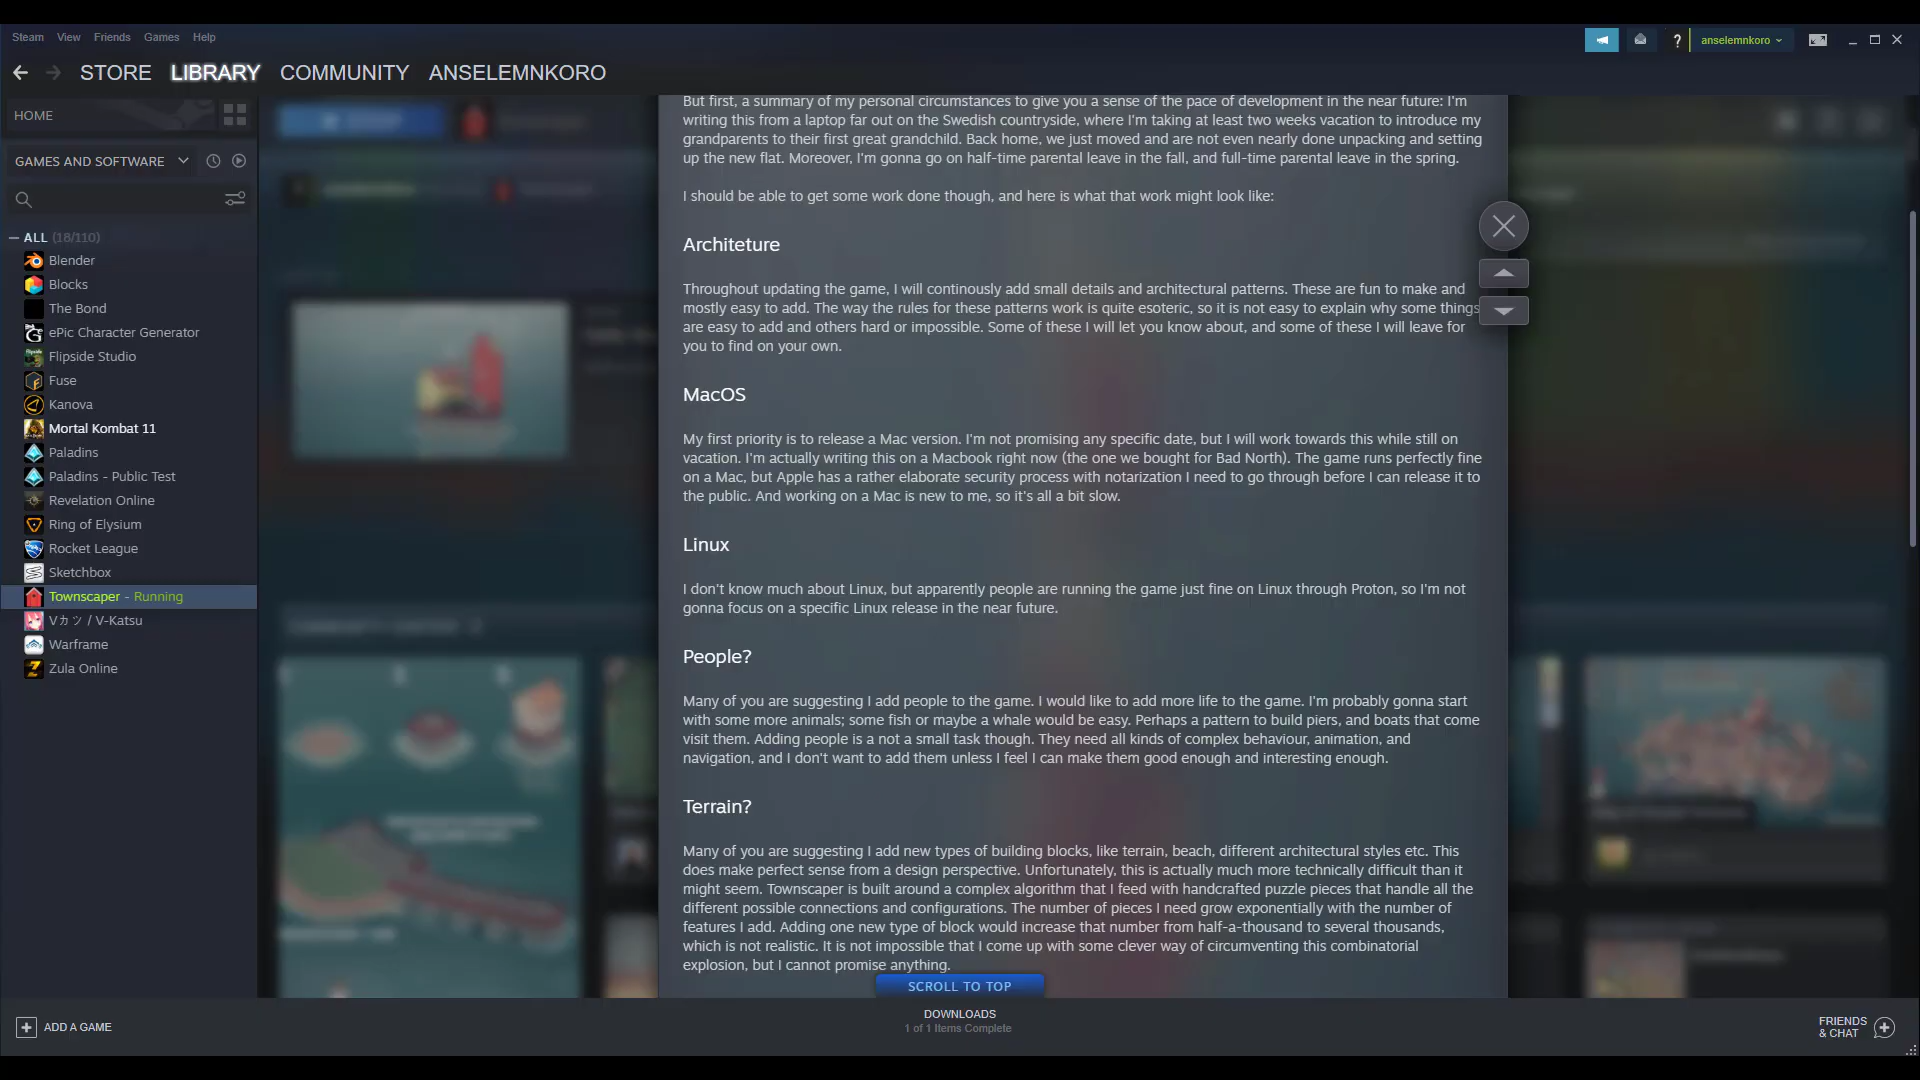 Steam View Friends Games Help
anselemnkoro
STORE LIBRARY COMMUNITY ANSELEMNKORO
HOME
GAMES AND SOFTWARE
ALL (18/110)
Blender
Blocks
The Bond
ePic Character Generator
Flipside Studio
Fuse
Kanova
Mortal Kombat 11
Paladins
Paladins - Public Test
Revelation Online
Ring of Elysium
Rocket League
Sketchbox
Townscaper - Running
Vカツ / V-Katsu
Warframe
Zula Online
But first, a summary of my personal circumstances to give you a sense of the pace of development in the near future: I'm
writing this from a laptop far out on the Swedish countryside, where I'm taking at least two weeks vacation to introduce my
grandparents to their first great grandchild. Back home, we just moved and are not even nearly done unpacking and setting
up the new flat. Moreover, I'm gonna go on half-time parental leave in the fall, and full-time parental leave in the spring.
I should be able to get some work done though, and here is what that work might look like:
Architeture
Throughout updating the game, I will continously add small details and architectural patterns. These are fun to make and
mostly easy to add. The way the rules for these patterns work is quite esoteric, so it is not easy to explain why some things
are easy to add and others hard or impossible. Some of these I will let you know about, and some of these I will leave for
you to find on your own.
MacOS
My first priority is to release a Mac version. I'm not promising any specific date, but I will work towards this while still on
vacation. I'm actually writing this on a Macbook right now (the one we bought for Bad North). The game runs perfectly fine
on a Mac, but Apple has a rather elaborate security process with notarization I need to go through before I can release it to
the public. And working on a Mac is new to me, so it's all a bit slow.
Linux
I don't know much about Linux, but apparently people are running the game just fine on Linux through Proton, so I'm not
gonna focus on a specific Linux release in the near future.
People?
Many of you are suggesting I add people to the game. I would like to add more life to the game. I'm probably gonna start
with some more animals; some fish or maybe a whale would be easy. Perhaps a pattern to build piers, and boats that come
visit them. Adding people is a not a small task though. They need all kinds of complex behaviour, animation, and
navigation, and I don't want to add them unless I feel I can make them good enough and interesting enough.
Terrain?
Many of you are suggesting I add new types of building blocks, like terrain, beach, different architectural styles etc. This
does make perfect sense from a design perspective. Unfortunately, this is actually much more technically difficult than it
might seem. Townscaper is built around a complex algorithm that I feed with handcrafted puzzle pieces that handle all the
different possible connections and configurations. The number of pieces I need grow exponentially with the number of
features I add. Adding one new type of block would increase that number from half-a-thousand to several thousands,
which is not realistic. It is not impossible that I come up with some clever way of circumventing this combinatorial
explosion, but I cannot promise anything.
SCROLL TO TOP
ADD A GAME
DOWNLOADS
1 of 1 Items Complete
FRIENDS
& CHAT